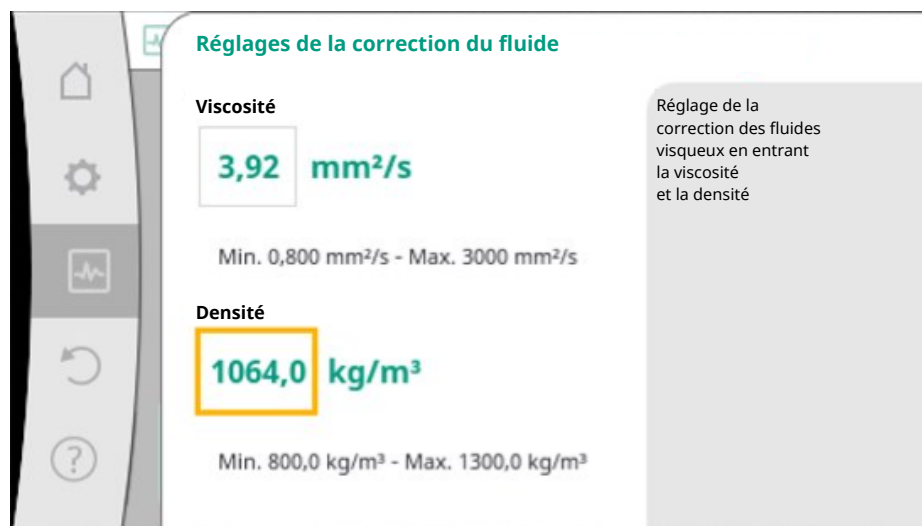 Réglages de la correction du fluide
Viscosité
3,92 mm²/s
Min. 0,800 mm²/s - Max. 3000 mm²/s
Densité
1064,0 kg/m³
Min. 800,0 kg/m³ - Max. 1300,0 kg/m³
Réglage de la
correction des fluides
visqueux en entrant
la viscosité
et la densité
?